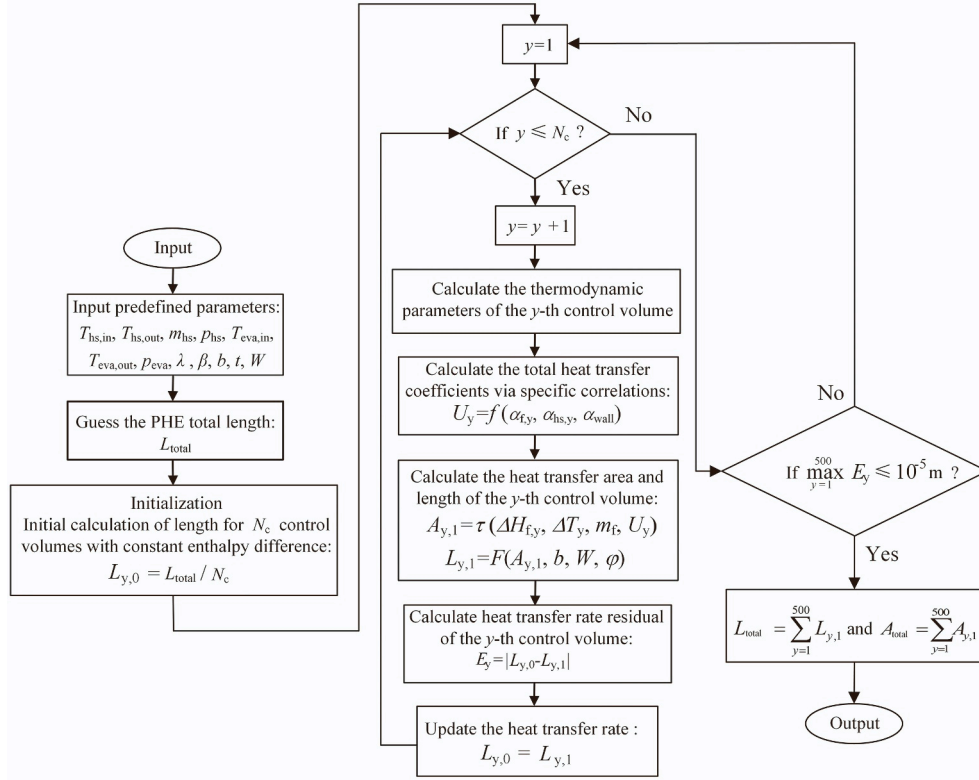 Input
Input predefined parameters:
T_hs,in, T_hs,out, m_hs, p_hs, T_eva,in,
T_eva,out, p_eva, λ, β, b, t, W
Guess the PHE total length:
L_total
Initialization
Initial calculation of length for N_c control
volumes with constant enthalpy difference:
L_y,0 = L_total / N_c
y=1
If y ⩽ N_c ?
No
Yes
y= y +1
Calculate the thermodynamic
parameters of the y-th control volume
Calculate the total heat transfer
coefficients via specific correlations:
U_y=f(α_f,y, α_hs,y, α_wall)
Calculate the heat transfer area and
length of the y-th control volume:
A_y,1=τ(ΔH_f,y, ΔT_y, m_f, U_y)
L_y,1=F(A_y,1, b, W, φ)
Calculate heat transfer rate residual
of the y-th control volume:
E_y=|L_y,0-L_y,1|
Update the heat transfer rate :
L_y,0 = L_y,1
No
If max_{y=1}^{500} E_y ⩽ 10^-5 m ?
Yes
L_total = ∑_{y=1}^{500} L_y,1 and A_total = ∑_{y=1}^{500} A_y,1
Output